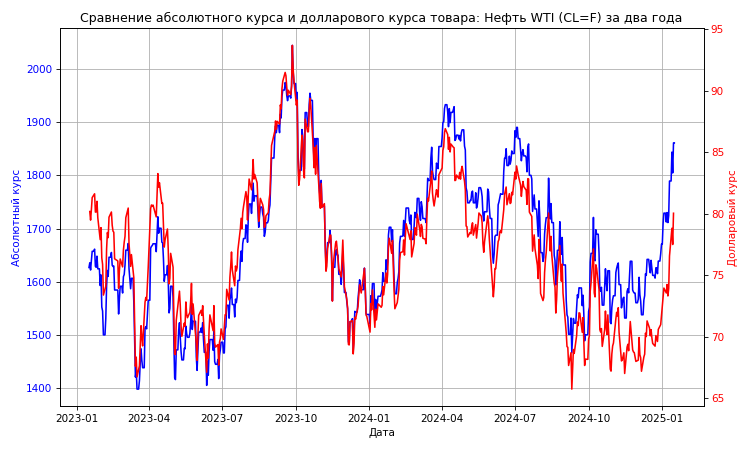 Сравнение абсолютного курса и долларового курса товара: Нефть WTI (CL=F) за два года
Абсолютный курс
2000
1900
1800
1700
1600
1500
1400
95
90
85
80
75
70
65
Долларовый курс
2023-01 2023-04 2023-07 2023-10 2024-01 2024-04 2024-07 2024-10 2025-01
Дата